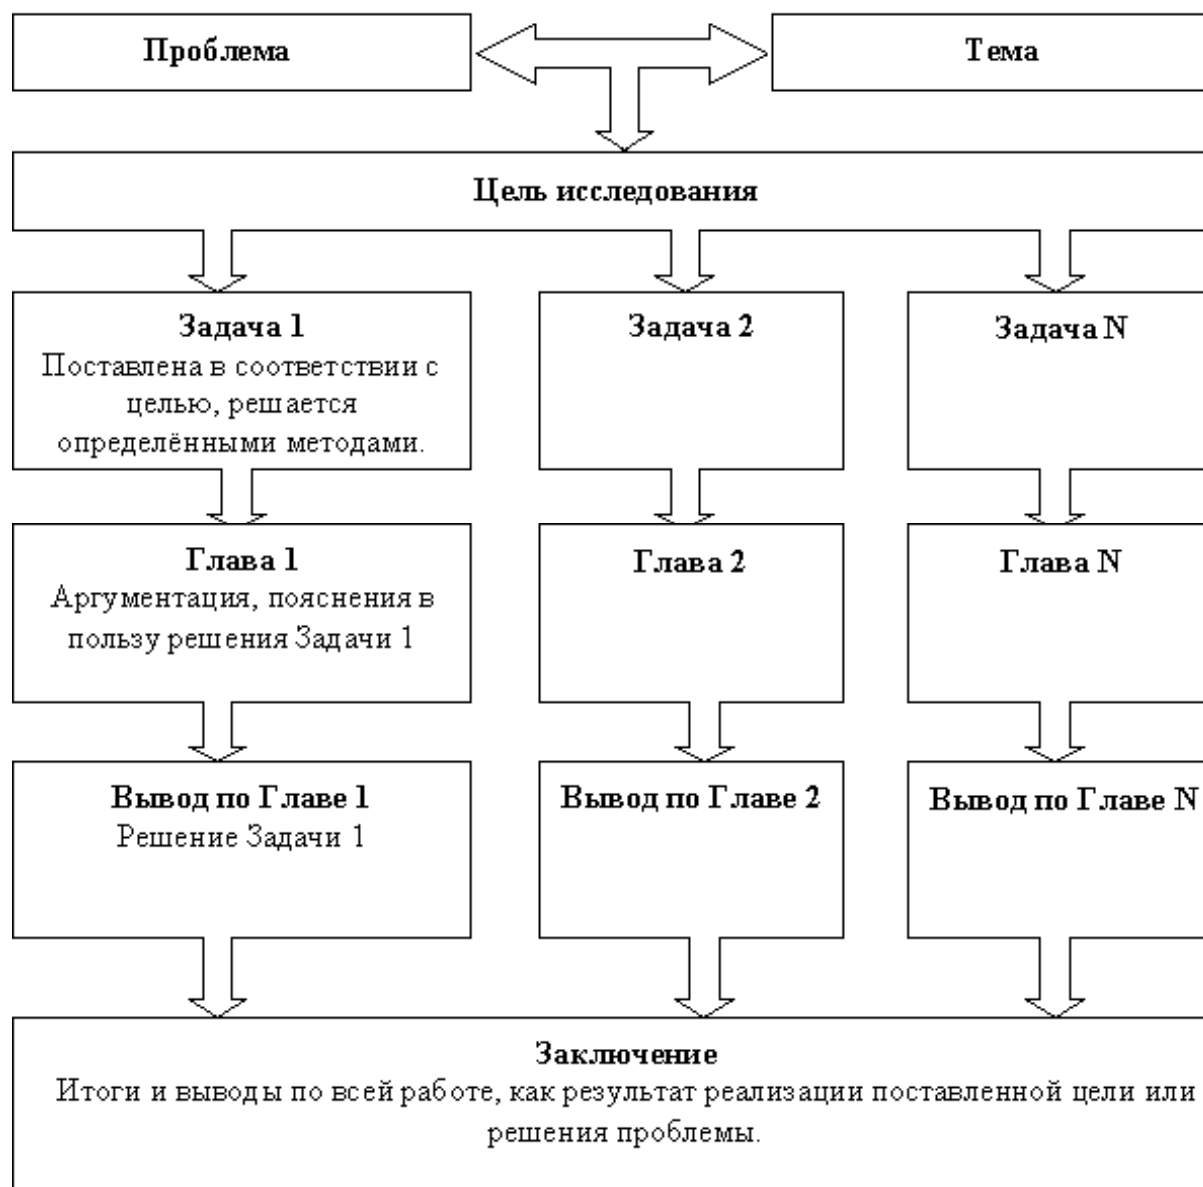 Проблема
Тема
Цель исследования
Задача 1
Поставлена в соответствии с
целью, решается
определёнными методами.
Задача 2
Задача N
Глава 1
Аргументация, пояснения в
пользу решения Задачи 1
Глава 2
Глава N
Вывод по Главе 1
Решение Задачи 1
Вывод по Главе 2
Вывод по Главе N
Заключение
Итоги и выводы по всей работе, как результат реализации поставленной цели или
решения проблемы.